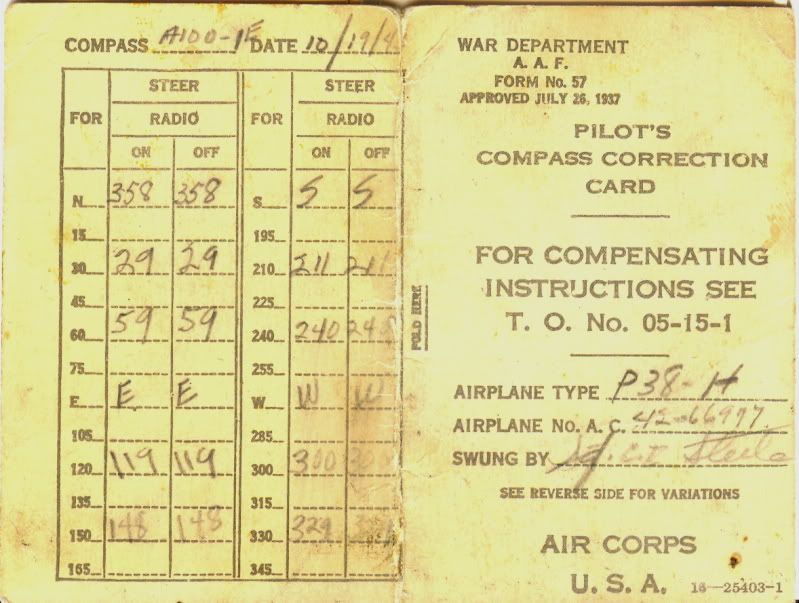 COMPASS A100-1E DATE 10/19/4
STEER STEER
FOR RADIO FOR RADIO
ON OFF ON OFF
N 358 358 S S S
15 195
30 29 29 210 211 211
45 225
60 59 59 240 240 240
75 255
E E E W W W
105 285
120 119 119 300 300 300
135 315
150 148 148 330 329
165 345
FOLD HERE
WAR DEPARTMENT
A. A. F.
FORM No. 57
APPROVED JULY 26, 1937
PILOT'S
COMPASS CORRECTION
CARD
FOR COMPENSATING
INSTRUCTIONS SEE
T. O. No. 05-15-1
AIRPLANE TYPE P38-H
AIRPLANE No. A. C. 42-66997
SWUNG BY
SEE REVERSE SIDE FOR VARIATIONS
AIR CORPS
U. S. A. 16—25403-1